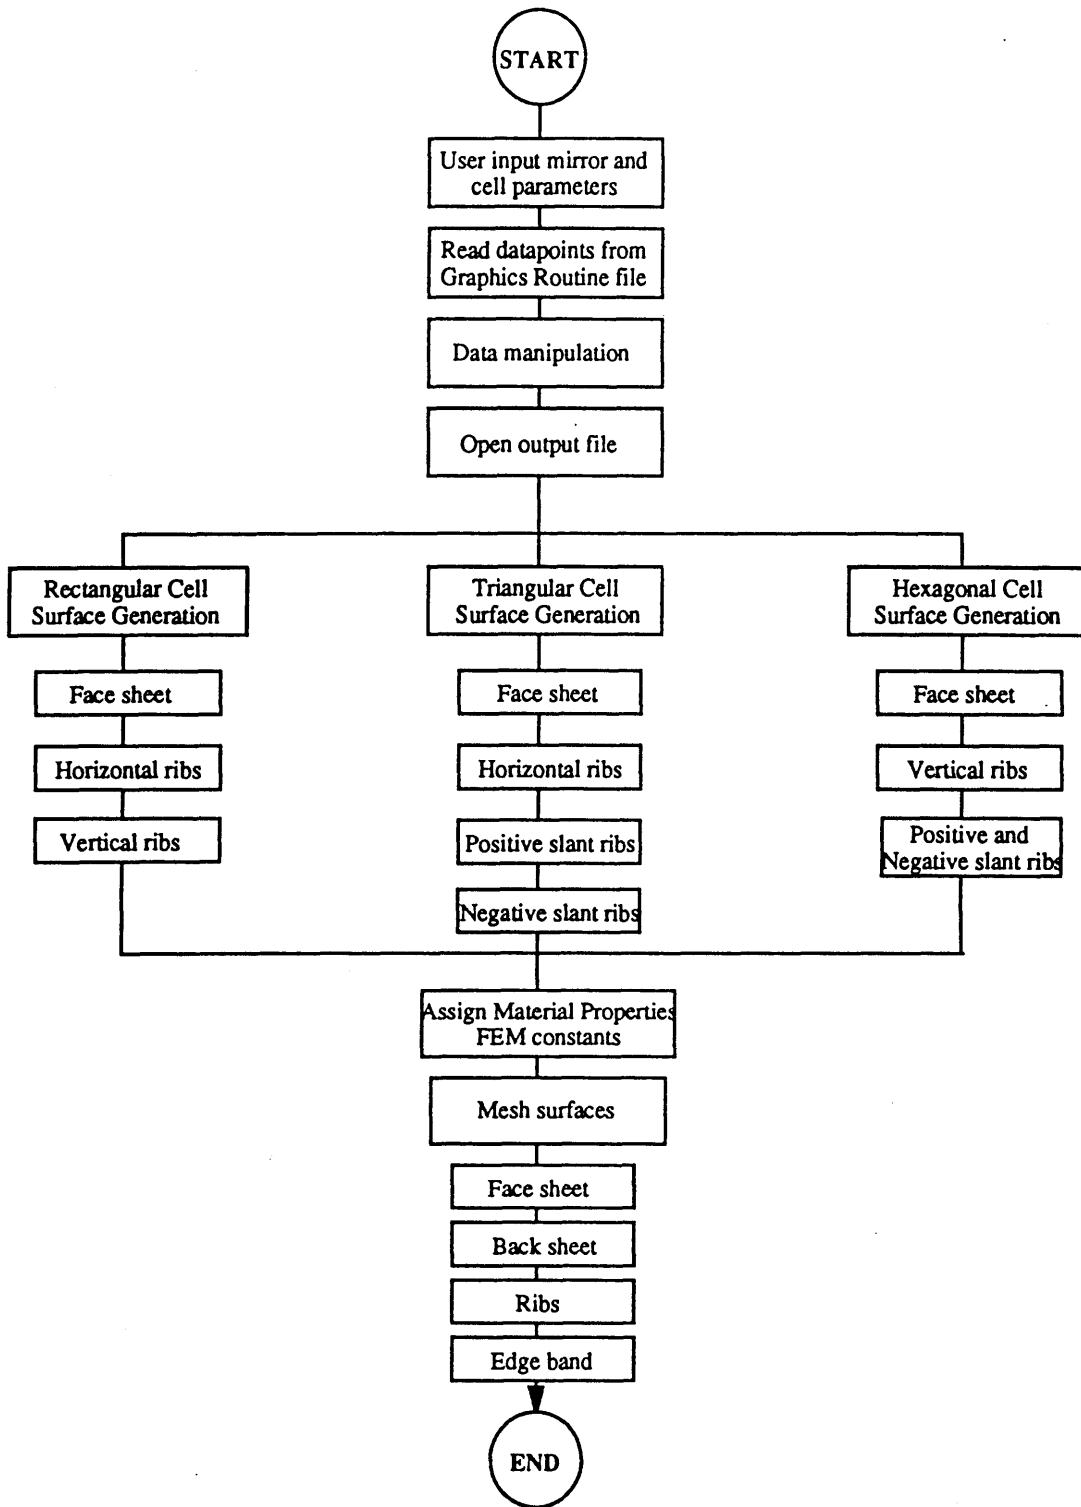 START
User input mirror and
cell parameters
Read datapoints from
Graphics Routine file
Data manipulation
Open output file
Rectangular Cell
Surface Generation
Face sheet
Horizontal ribs
Vertical ribs
Triangular Cell
Surface Generation
Face sheet
Horizontal ribs
Positive slant ribs
Negative slant ribs
Hexagonal Cell
Surface Generation
Face sheet
Vertical ribs
Positive and
Negative slant ribs
Assign Material Properties
FEM constants
Mesh surfaces
Face sheet
Back sheet
Ribs
Edge band
END